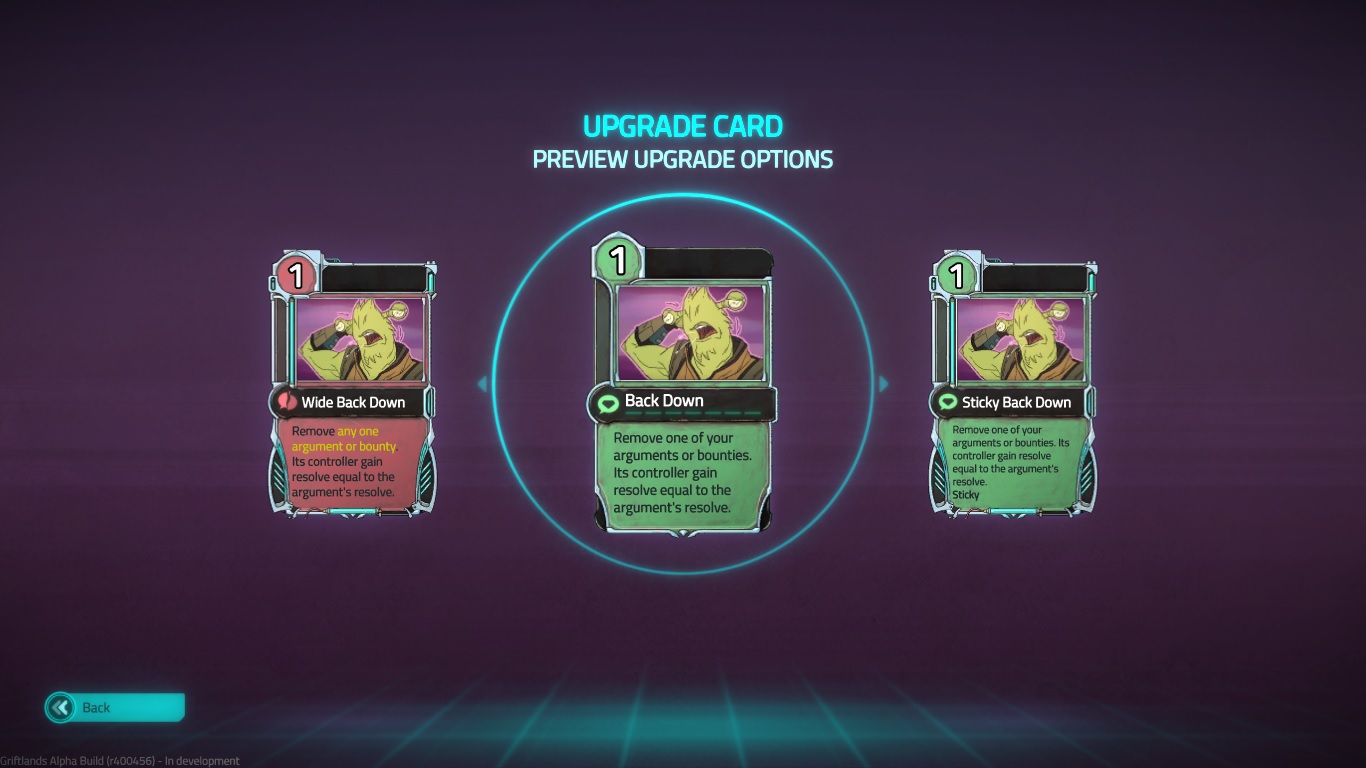 UPGRADE CARD
PREVIEW UPGRADE OPTIONS
1
Wide Back Down
Remove any one
argument or bounty.
Its controller gain
resolve equal to the
argument's resolve.
1
Back Down
Remove one of your
arguments or bounties.
Its controller gain
resolve equal to the
argument's resolve.
1
Sticky Back Down
Remove one of your
arguments or bounties. Its
controller gain resolve
equal to the argument's
resolve.
Sticky
Back
Griftlands Alpha Build (r400456) - In development